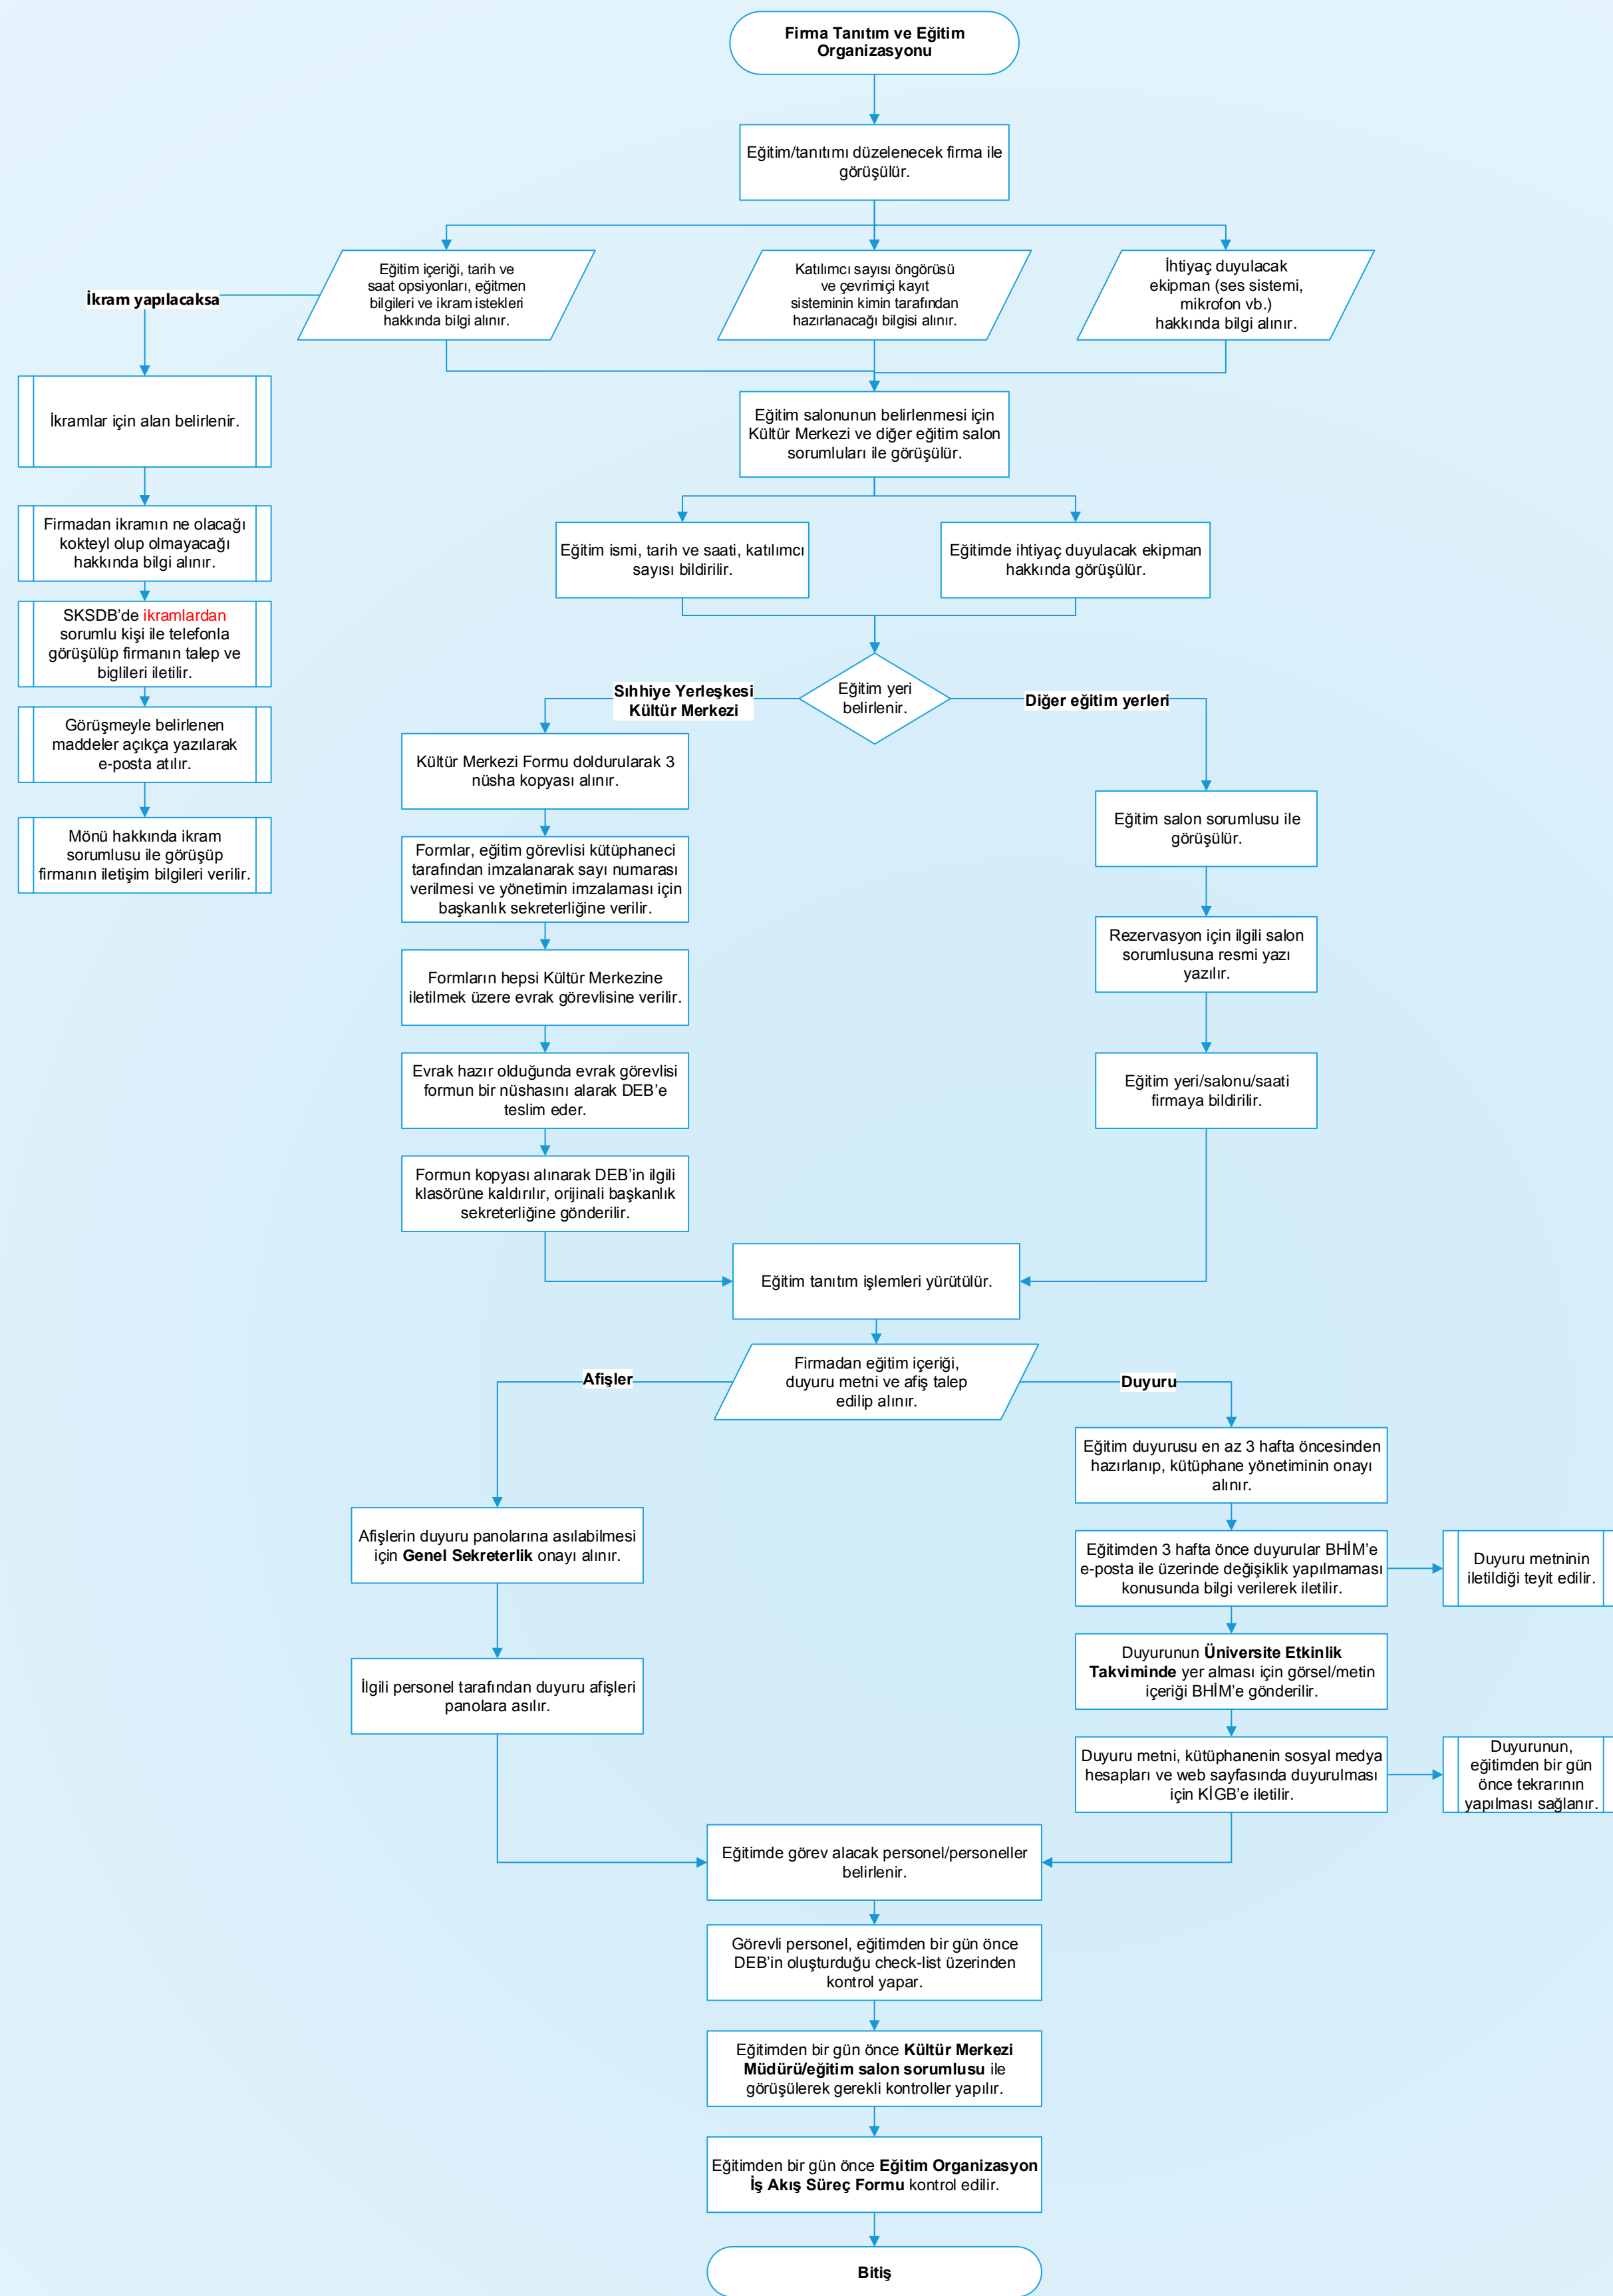 Firma Tanıtım ve Eğitim
Organizasyonu
Eğitim/tanıtımı düzelenecek firma ile
görüşülür.
Eğitim içeriği, tarih ve
saat opsiyonları, eğitmen
bilgileri ve ikram istekleri
hakkında bilgi alınır.
Katılımcı sayısı öngörüsü
ve çevrimiçi kayıt
sisteminin kimin tarafından
hazırlanacağı bilgisi alınır.
İhtiyaç duyulacak
ekipman (ses sistemi,
mikrofon vb.)
hakkında bilgi alınır.
İkram yapılacaksa
İkramlar için alan belirlenir.
Firmadan ikramın ne olacağı
kokteyl olup olmayacağı
hakkında bilgi alınır.
SKSDB’de ikramlardan
sorumlu kişi ile telefonla
görüşülüp firmanın talep ve
biglileri iletilir.
Görüşmeyle belirlenen
maddeler açıkça yazılarak
e-posta atılır.
Mönü hakkında ikram
sorumlusu ile görüşüp
firmanın iletişim bilgileri verilir.
Eğitim salonunun belirlenmesi için
Kültür Merkezi ve diğer eğitim salon
sorumluları ile görüşülür.
Eğitim ismi, tarih ve saati, katılımcı
sayısı bildirilir.
Eğitimde ihtiyaç duyulacak ekipman
hakkında görüşülür.
Eğitim yeri
belirlenir.
Sıhhiye Yerleşkesi
Kültür Merkezi
Diğer eğitim yerleri
Kültür Merkezi Formu doldurularak 3
nüsha kopyası alınır.
Formlar, eğitim görevlisi kütüphaneci
tarafından imzalanarak sayı numarası
verilmesi ve yönetimin imzalaması için
başkanlık sekreterliğine verilir.
Formların hepsi Kültür Merkezine
iletilmek üzere evrak görevlisine verilir.
Evrak hazır olduğunda evrak görevlisi
formun bir nüshasını alarak DEB’e
teslim eder.
Formun kopyası alınarak DEB’in ilgili
klasörüne kaldırılır, orijinali başkanlık
sekreterliğine gönderilir.
Eğitim salon sorumlusu ile
görüşülür.
Rezervasyon için ilgili salon
sorumlusuna resmi yazı
yazılır.
Eğitim yeri/salonu/saati
firmaya bildirilir.
Eğitim tanıtım işlemleri yürütülür.
Firmadan eğitim içeriği,
duyuru metni ve afiş talep
edilip alınır.
Afişler
Duyuru
Afişlerin duyuru panolarına asılabilmesi
için Genel Sekreterlik onayı alınır.
İlgili personel tarafından duyuru afişleri
panolara asılır.
Eğitim duyurusu en az 3 hafta öncesinden
hazırlanıp, kütüphane yönetiminin onayı
alınır.
Eğitimden 3 hafta önce duyurular BHİM’e
e-posta ile üzerinde değişiklik yapılmaması
konusunda bilgi verilerek iletilir.
Duyuru metninin
iletildiği teyit edilir.
Duyurunun Üniversite Etkinlik
Takviminde yer alması için görsel/metin
içeriği BHİM’e gönderilir.
Duyuru metni, kütüphanenin sosyal medya
hesapları ve web sayfasında duyurulması
için KİGB’e iletilir.
Duyurunun,
eğitimden bir gün
önce tekrarının
yapılması sağlanır.
Eğitimde görev alacak personel/personeller
belirlenir.
Görevli personel, eğitimden bir gün önce
DEB’in oluşturduğu check-list üzerinden
kontrol yapar.
Eğitimden bir gün önce Kültür Merkezi
Müdürü/eğitim salon sorumlusu ile
görüşülerek gerekli kontroller yapılır.
Eğitimden bir gün önce Eğitim Organizasyon
İş Akış Süreç Formu kontrol edilir.
Bitiş